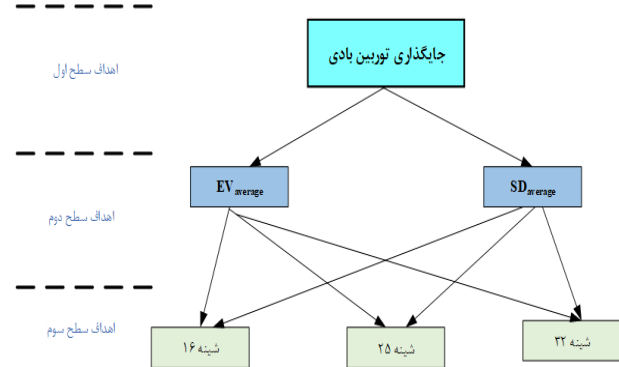 جایگذاری توربین بادی
اهداف سطح اول
EVaverage
SDaverage
اهداف سطح دوم
اهداف سطح سوم
شینه ۱۶
شینه ۲۵
شینه ۳۲